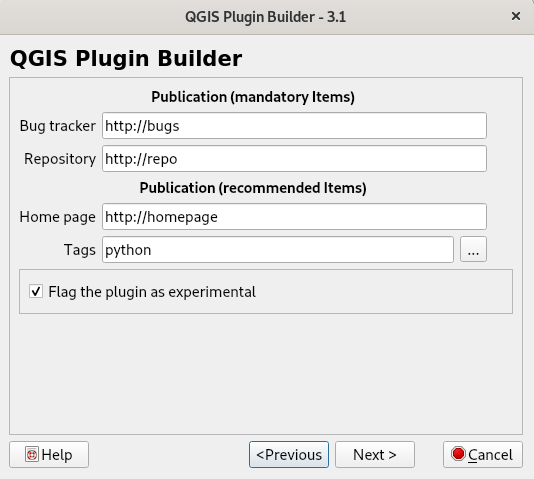 QGIS Plugin Builder - 3.1
QGIS Plugin Builder
Publication (mandatory Items)
Bug tracker http://bugs
Repository http://repo
Publication (recommended Items)
Home page http://homepage
Tags python ...
Flag the plugin as experimental
Help <Previous Next > Cancel